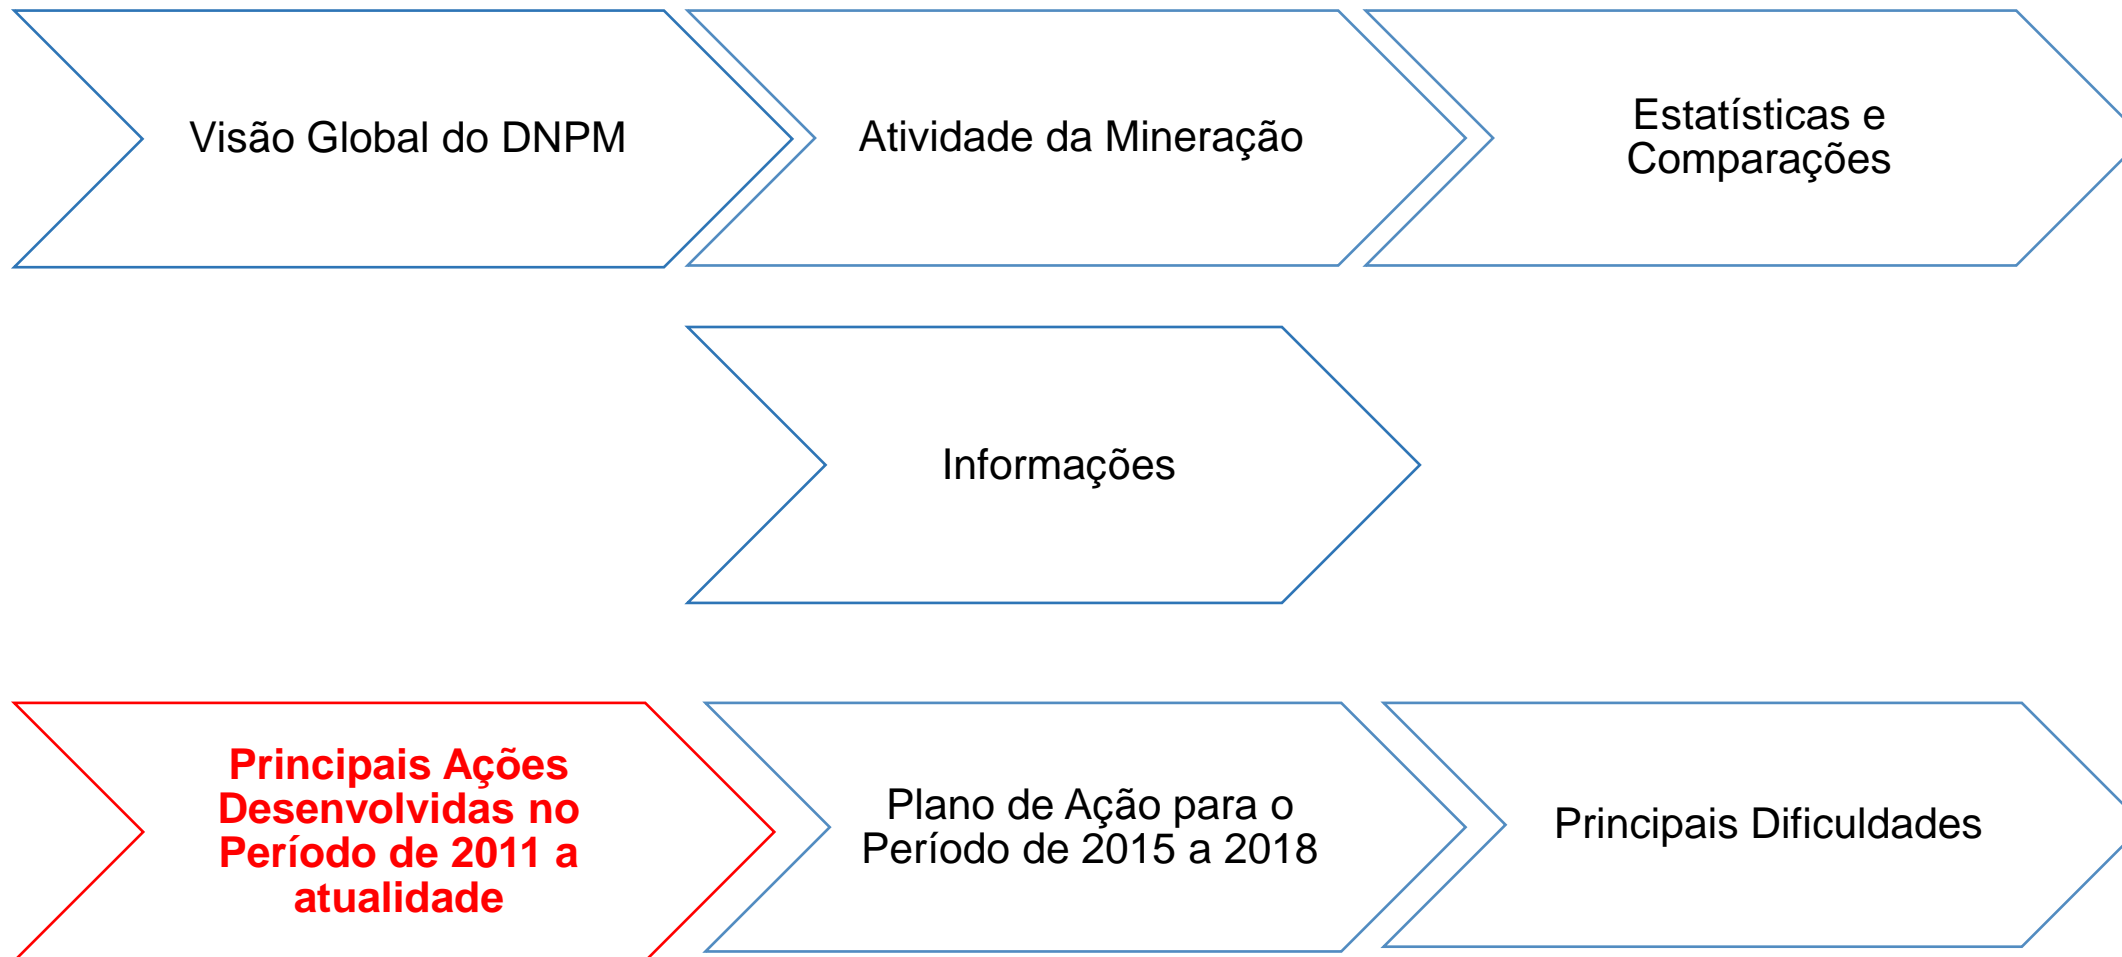 Visão Global do DNPM
Atividade da Mineração
Estatísticas e
Comparações
Informações
Principais Ações
Desenvolvidas no
Período de 2011 a
atualidade
Plano de Ação para o
Período de 2015 a 2018
Principais Dificuldades